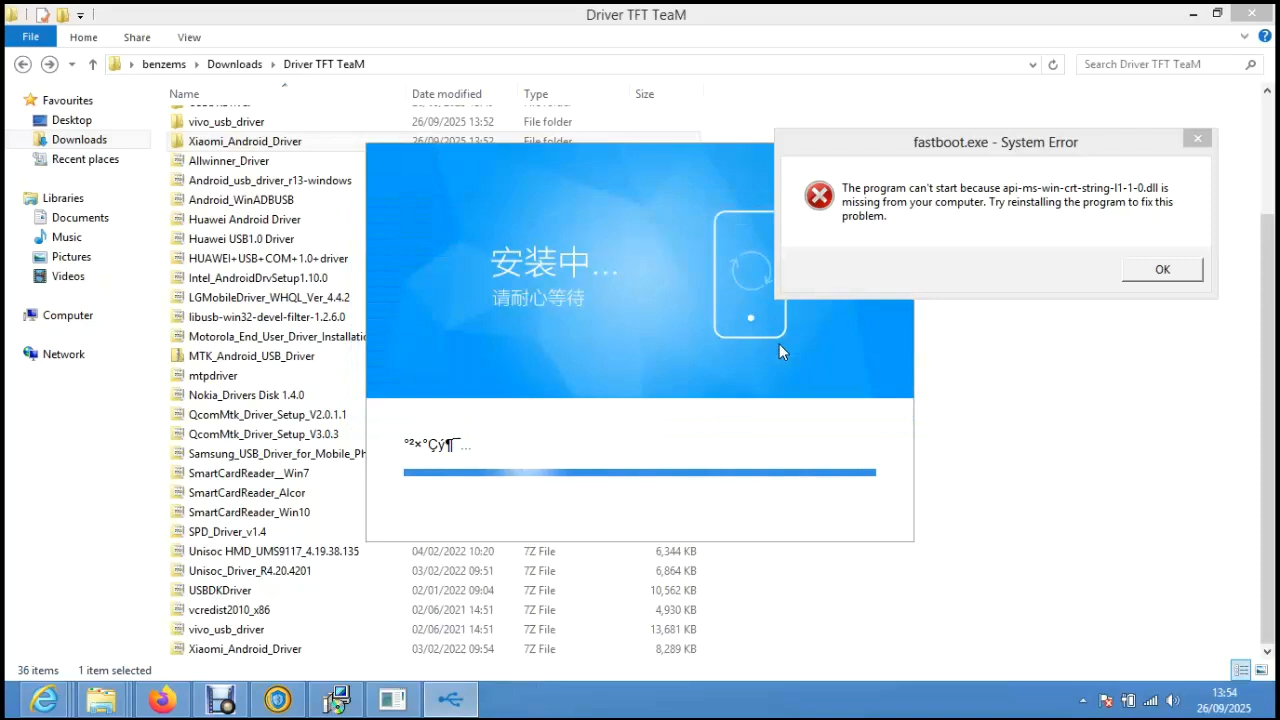 Driver TFT TeaM
File Home Share View
benzems Downloads Driver TFT TeaM
Search Driver TFT TeaM
Name Date modified Type Size
Favourites
Desktop
Downloads
Recent places
Libraries
Documents
Music
Pictures
Videos
Computer
Network
vivo_usb_driver 26/09/2025 13:52 File folder
Xiaomi_Android_Driver 26/09/2025 13:52 File folder
Allwinner_Driver
Android_usb_driver_r13-windows
Android_WinADBUSB
Huawei Android Driver
Huawei USB1.0 Driver
HUAWEI+USB+COM+1.0+driver
Intel_AndroidDrvSetup1.10.0
LGMobileDriver_WHQL_Ver_4.4.2
libusb-win32-devel-filter-1.2.6.0
Motorola_End_User_Driver_Installatio
MTK_Android_USB_Driver
mtpdriver
Nokia_Drivers Disk 1.4.0
QcomMtk_Driver_Setup_V2.0.1.1
QcomMtk_Driver_Setup_V3.0.3
Samsung_USB_Driver_for_Mobile_Ph
SmartCardReader__Win7
SmartCardReader_Alcor
SmartCardReader_Win10
SPD_Driver_v1.4
Unisoc HMD_UMS9117_4.19.38.135 04/02/2022 10:20 7Z File 6,344 KB
Unisoc_Driver_R4.20.4201 03/02/2022 09:51 7Z File 6,864 KB
USBDKDriver 02/01/2022 09:04 7Z File 10,562 KB
vcredist2010_x86 02/06/2021 14:51 7Z File 4,930 KB
vivo_usb_driver 02/06/2021 14:51 7Z File 13,681 KB
Xiaomi_Android_Driver 03/02/2022 09:54 7Z File 8,289 KB
安装中...
请耐心等待
°²×°Çý¶¯...
fastboot.exe - System Error
The program can't start because api-ms-win-crt-string-l1-1-0.dll is
missing from your computer. Try reinstalling the program to fix this
problem.
OK
36 items 1 item selected
13:54
26/09/2025